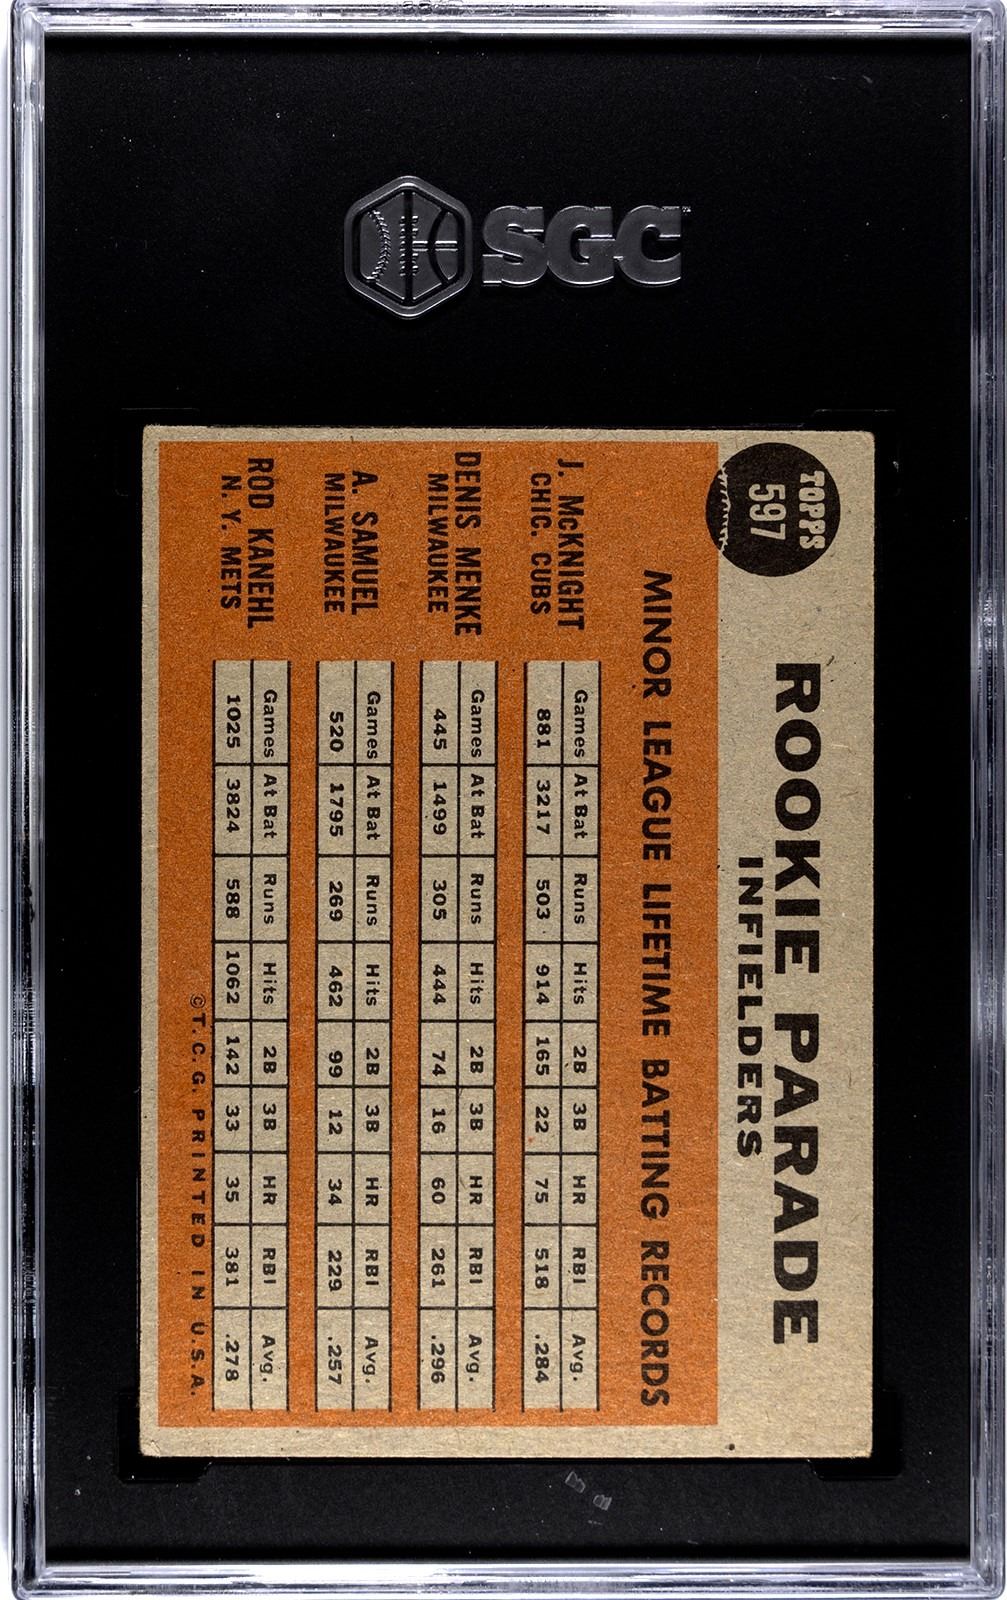 SGC
TOPPS
597
ROOKIE PARADE
INFIELDERS
MINOR LEAGUE LIFETIME BATTING RECORDS
J. McKNIGHT
CHIC. CUBS
Games At Bat Runs Hits 2B 3B HR RBI Avg.
881 3217 503 914 165 22 75 518 .284
DENIS MENKE
MILWAUKEE
Games At Bat Runs Hits 2B 3B HR RBI Avg.
445 1499 305 444 74 16 60 261 .296
A. SAMUEL
MILWAUKEE
Games At Bat Runs Hits 2B 3B HR RBI Avg.
520 1795 269 462 99 12 34 229 .257
ROD KANEHL
N. Y. METS
Games At Bat Runs Hits 2B 3B HR RBI Avg.
1025 3824 588 1062 142 33 35 381 .278
©T.C.G. PRINTED IN U.S.A.